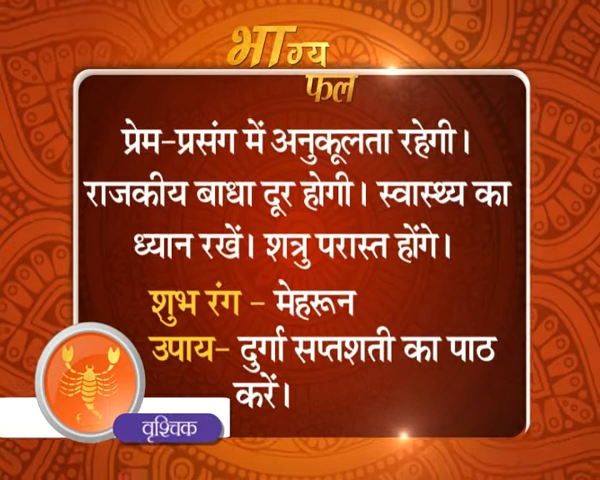 भाग्य
फल
प्रेम-प्रसंग में अनुकूलता रहेगी।
राजकीय बाधा दूर होगी। स्वास्थ्य का
ध्यान रखें। शत्रु परास्त होंगे।
शुभ रंग - मेहरून
उपाय- दुर्गा सप्तशती का पाठ
करें।
वृश्चिक